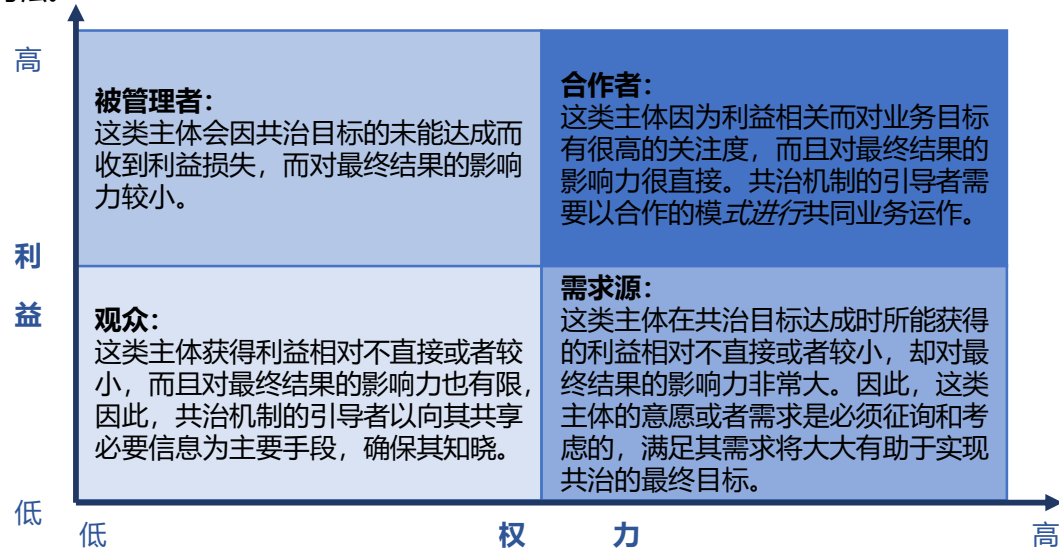 高
被管理者：
这类主体会因共治目标的未能达成而
收到利益损失，而对最终结果的影响
力较小。
合作者：
这类主体因为利益相关而对业务目标
有很高的关注度，而且对最终结果的
影响力很直接。共治机制的引导者需
要以合作的模式进行共同业务运作。
利
益
观众：
这类主体获得利益相对不直接或者较
小，而且对最终结果的影响力也有限，
因此，共治机制的引导者以向其共享
必要信息为主要手段，确保其知晓。
需求源：
这类主体在共治目标达成时所能获得
的利益相对不直接或者较小，却对最
终结果的影响力非常大。因此，这类
主体的意愿或者需求是必须征询和考
虑的，满足其需求将大大有助于实现
共治的最终目标。
低
低 权 力 高